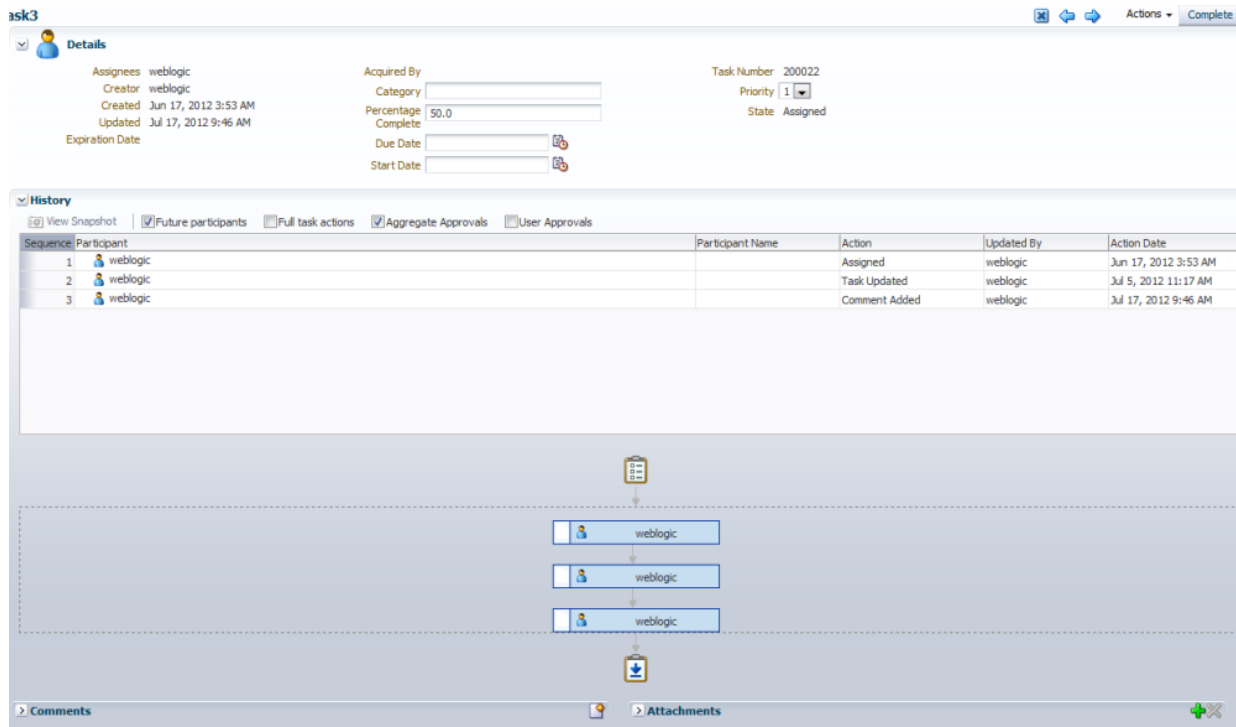 ask3
Actions Complete
Details
Assignees weblogic
Creator weblogic
Created Jun 17, 2012 3:53 AM
Updated Jul 17, 2012 9:46 AM
Expiration Date
Acquired By
Category
Percentage Complete 50.0
Due Date
Start Date
Task Number 200022
Priority 1
State Assigned
History
View Snapshot Future participants Full task actions Aggregate Approvals User Approvals
Sequence Participant Participant Name Action Updated By Action Date
1 weblogic Assigned weblogic Jun 17, 2012 3:53 AM
2 weblogic Task Updated weblogic Jul 5, 2012 11:17 AM
3 weblogic Comment Added weblogic Jul 17, 2012 9:46 AM
weblogic
weblogic
weblogic
Comments
Attachments